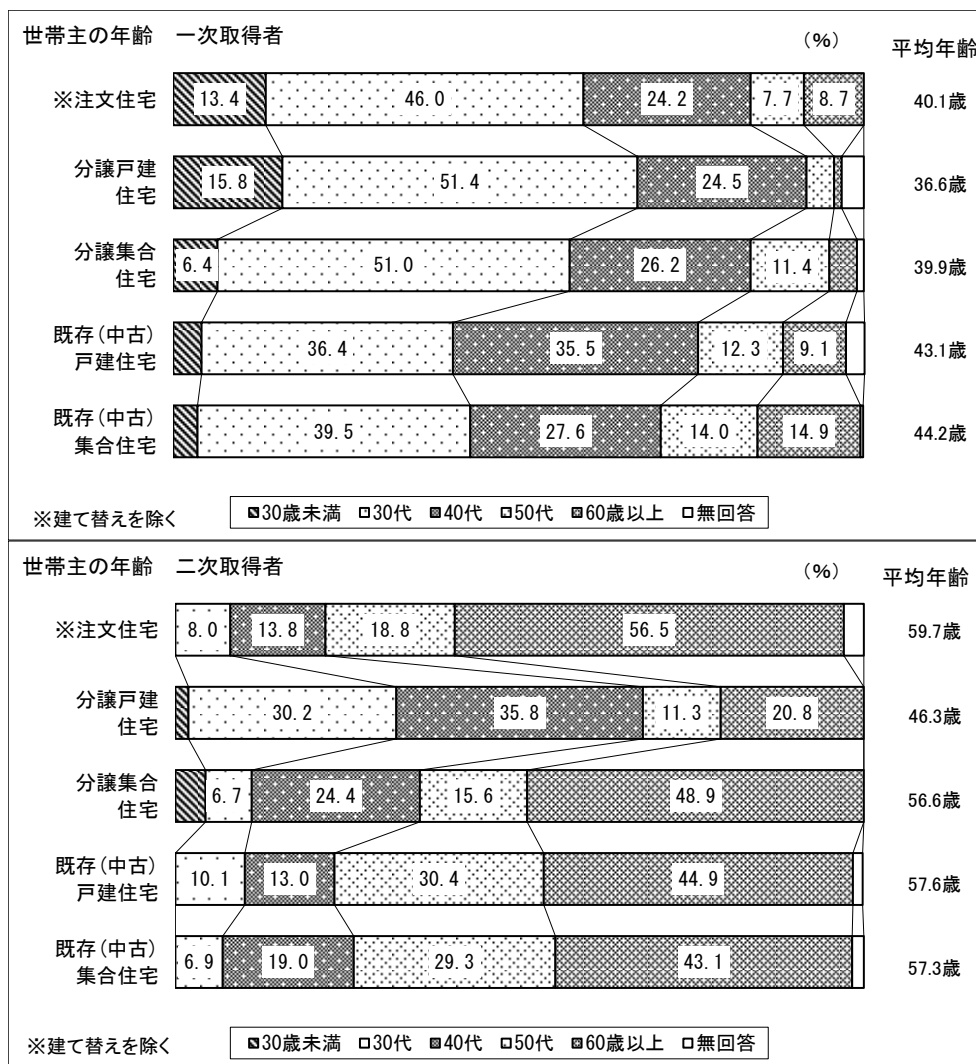 世帯主の年齢 一次取得者 (%) 平均年齢
※注文住宅 13.4 46.0 24.2 7.7 8.7 40.1歳
分譲戸建
住宅 15.8 51.4 24.5 36.6歳
分譲集合
住宅 6.4 51.0 26.2 11.4 39.9歳
既存(中古)
戸建住宅 36.4 35.5 12.3 9.1 43.1歳
既存(中古)
集合住宅 39.5 27.6 14.0 14.9 44.2歳
※建て替えを除く 30歳未満 30代 40代 50代 60歳以上 無回答
世帯主の年齢 二次取得者 (%) 平均年齢
※注文住宅 8.0 13.8 18.8 56.5 59.7歳
分譲戸建
住宅 30.2 35.8 11.3 20.8 46.3歳
分譲集合
住宅 6.7 24.4 15.6 48.9 56.6歳
既存(中古)
戸建住宅 10.1 13.0 30.4 44.9 57.6歳
既存(中古)
集合住宅 6.9 19.0 29.3 43.1 57.3歳
※建て替えを除く 30歳未満 30代 40代 50代 60歳以上 無回答